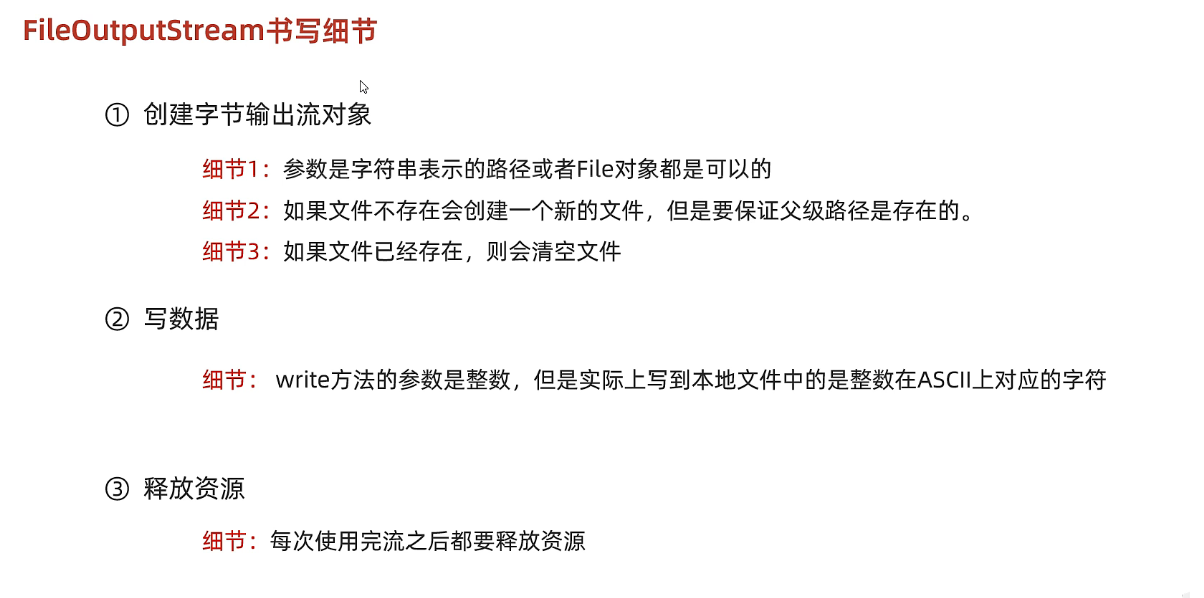 FileOutputStream书写细节
① 创建字节输出流对象
细节1：参数是字符串表示的路径或者File对象都是可以的
细节2：如果文件不存在会创建一个新的文件，但是要保证父级路径是存在的。
细节3：如果文件已经存在，则会清空文件
② 写数据
细节： write方法的参数是整数，但是实际上写到本地文件中的是整数在ASCII上对应的字符
③ 释放资源
细节：每次使用完流之后都要释放资源